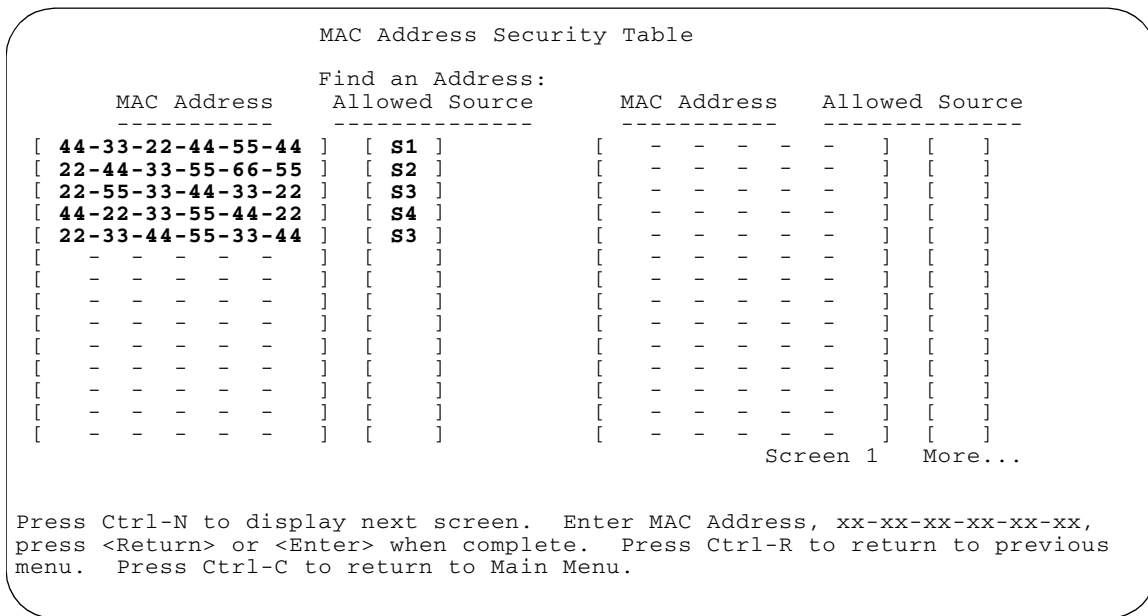 MAC Address Security Table
Find an Address:
MAC Address    Allowed Source        MAC Address    Allowed Source
-----------    --------------        -----------    --------------
[ 44-33-22-44-55-44 ]  [ S1 ]        [   -  -  -  -  -   ]  [    ]
[ 22-44-33-55-66-55 ]  [ S2 ]        [   -  -  -  -  -   ]  [    ]
[ 22-55-33-44-33-22 ]  [ S3 ]        [   -  -  -  -  -   ]  [    ]
[ 44-22-33-55-44-22 ]  [ S4 ]        [   -  -  -  -  -   ]  [    ]
[ 22-33-44-55-33-44 ]  [ S3 ]        [   -  -  -  -  -   ]  [    ]
[   -  -  -  -  -   ]  [    ]        [   -  -  -  -  -   ]  [    ]
[   -  -  -  -  -   ]  [    ]        [   -  -  -  -  -   ]  [    ]
[   -  -  -  -  -   ]  [    ]        [   -  -  -  -  -   ]  [    ]
[   -  -  -  -  -   ]  [    ]        [   -  -  -  -  -   ]  [    ]
[   -  -  -  -  -   ]  [    ]        [   -  -  -  -  -   ]  [    ]
[   -  -  -  -  -   ]  [    ]        [   -  -  -  -  -   ]  [    ]
[   -  -  -  -  -   ]  [    ]        [   -  -  -  -  -   ]  [    ]
[   -  -  -  -  -   ]  [    ]        [   -  -  -  -  -   ]  [    ]
[   -  -  -  -  -   ]  [    ]        [   -  -  -  -  -   ]  [    ]
Screen 1   More...
Press Ctrl-N to display next screen.  Enter MAC Address, xx-xx-xx-xx-xx-xx,
press <Return> or <Enter> when complete.  Press Ctrl-R to return to previous
menu.  Press Ctrl-C to return to Main Menu.